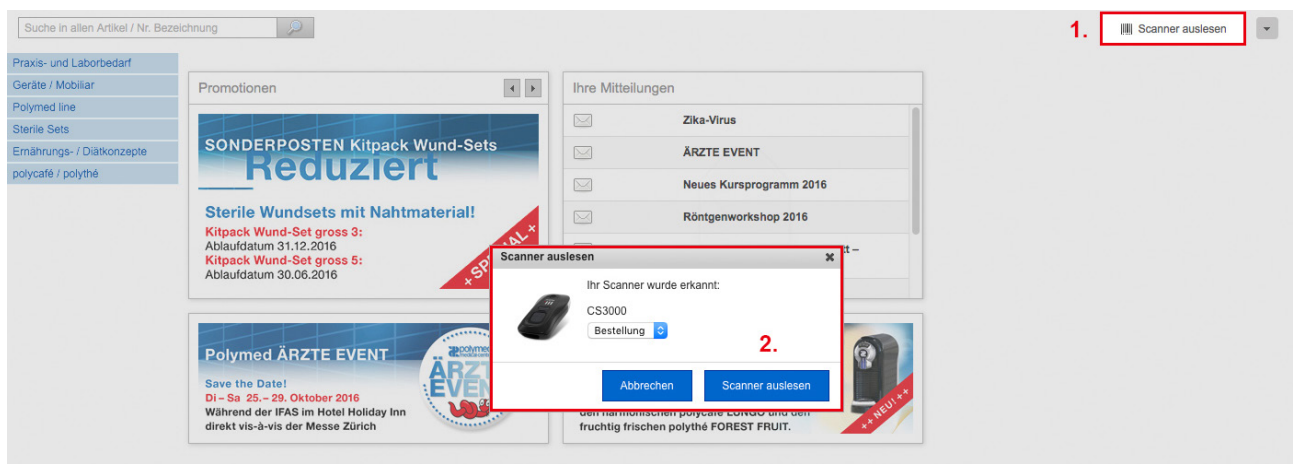 Suche in allen Artikel / Nr. Bezeichnung
1.
Scanner auslesen
Praxis- und Laborbedarf
Geräte / Mobiliar
Polymed line
Sterile Sets
Ernährungs- / Diätkonzepte
polycafé / polythé
Promotionen
SONDERPOSTEN Kitpack Wund-Sets
Reduziert
Sterile Wundsets mit Nahtmaterial!
Kitpack Wund-Set gross 3:
Ablaufdatum 31.12.2016
Kitpack Wund-Set gross 5:
Ablaufdatum 30.06.2016
Ihre Mitteilungen
Zika-Virus
ÄRZTE EVENT
Neues Kursprogramm 2016
Röntgenworkshop 2016
Scanner auslesen
Ihr Scanner wurde erkannt:
CS3000
Bestellung
2.
Abbrechen
Scanner auslesen
Polymed ÄRZTE EVENT
Save the Date!
Di – Sa 25. – 29. Oktober 2016
Während der IFAS im Hotel Holiday Inn
direkt vis-à-vis der Messe Zürich
den harmonischen polycafé LUNGO und den
fruchtig frischen polythé FOREST FRUIT.
++ NEU! ++